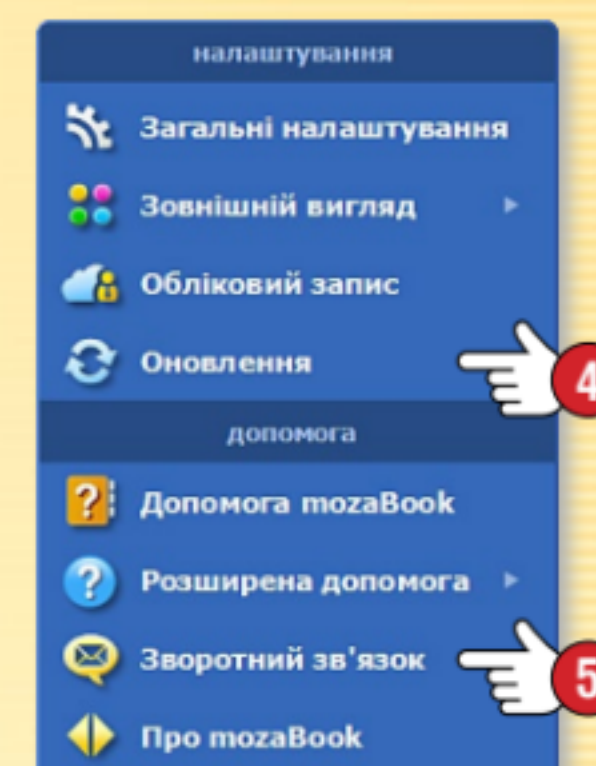 налаштування
Загальні налаштування
Зовнішній вигляд
Обліковий запис
Оновлення
4
допомога
Допомога mozaBook
Розширена допомога
Зворотний зв'язок
5
Про mozaBook